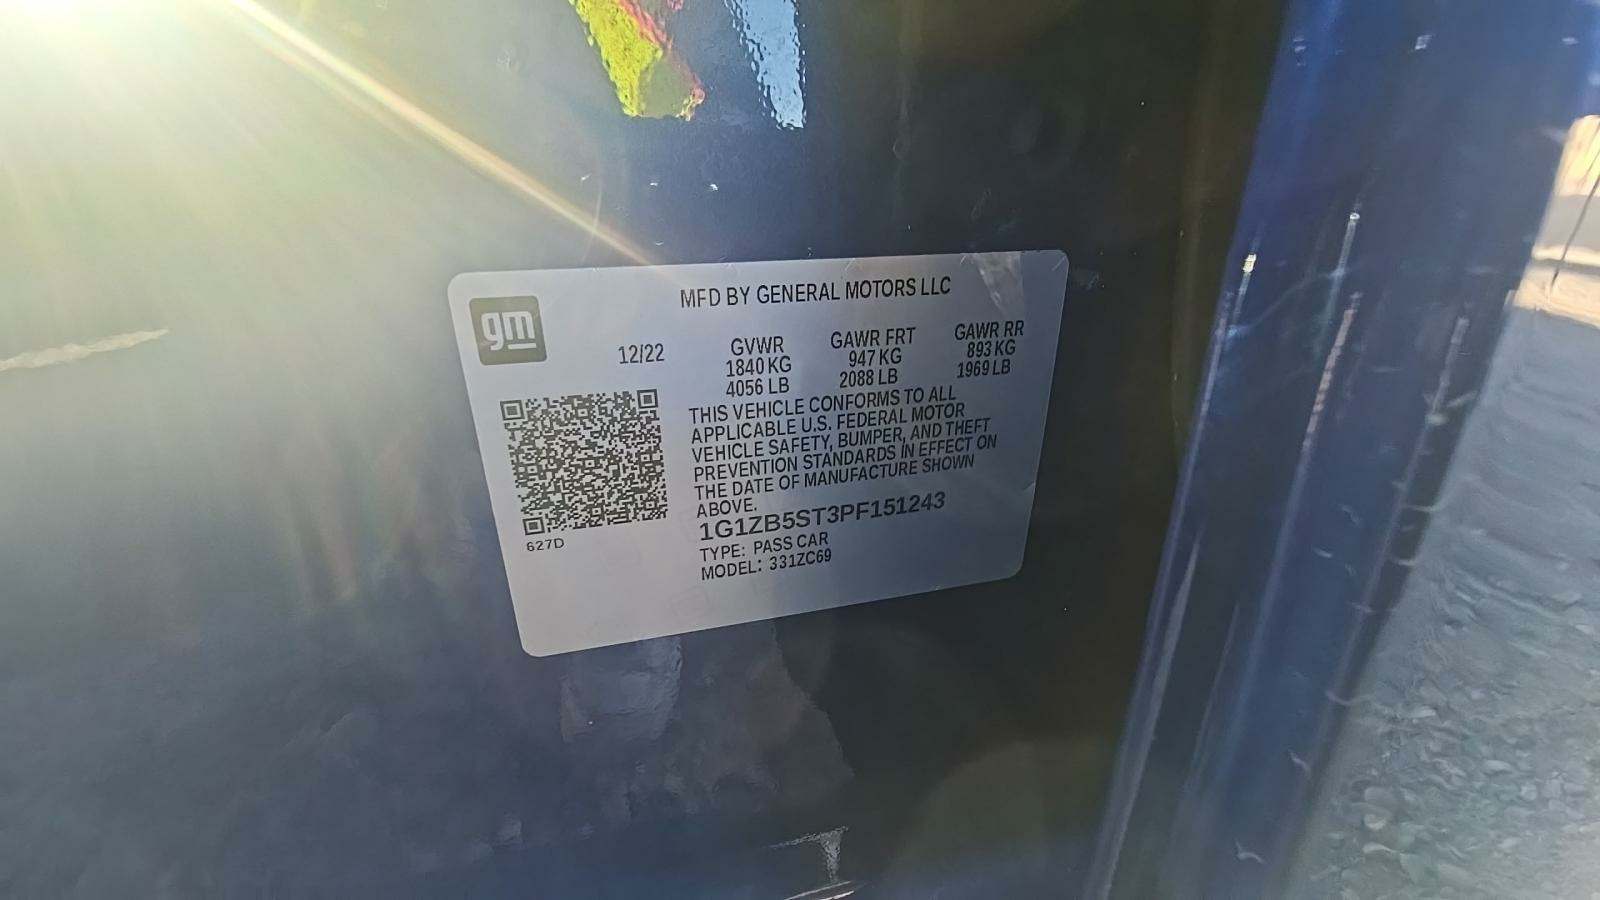 MFD BY GENERAL MOTORS LLC
gm
12/22
GVWR
1840 KG
4056 LB
GAWR FRT
947 KG
2088 LB
GAWR RR
893 KG
1969 LB
THIS VEHICLE CONFORMS TO ALL
APPLICABLE U.S. FEDERAL MOTOR
VEHICLE SAFETY, BUMPER, AND THEFT
PREVENTION STANDARDS IN EFFECT ON
THE DATE OF MANUFACTURE SHOWN
ABOVE.
1G1ZB5ST3PF151243
TYPE: PASS CAR
MODEL: 331ZC69
627D